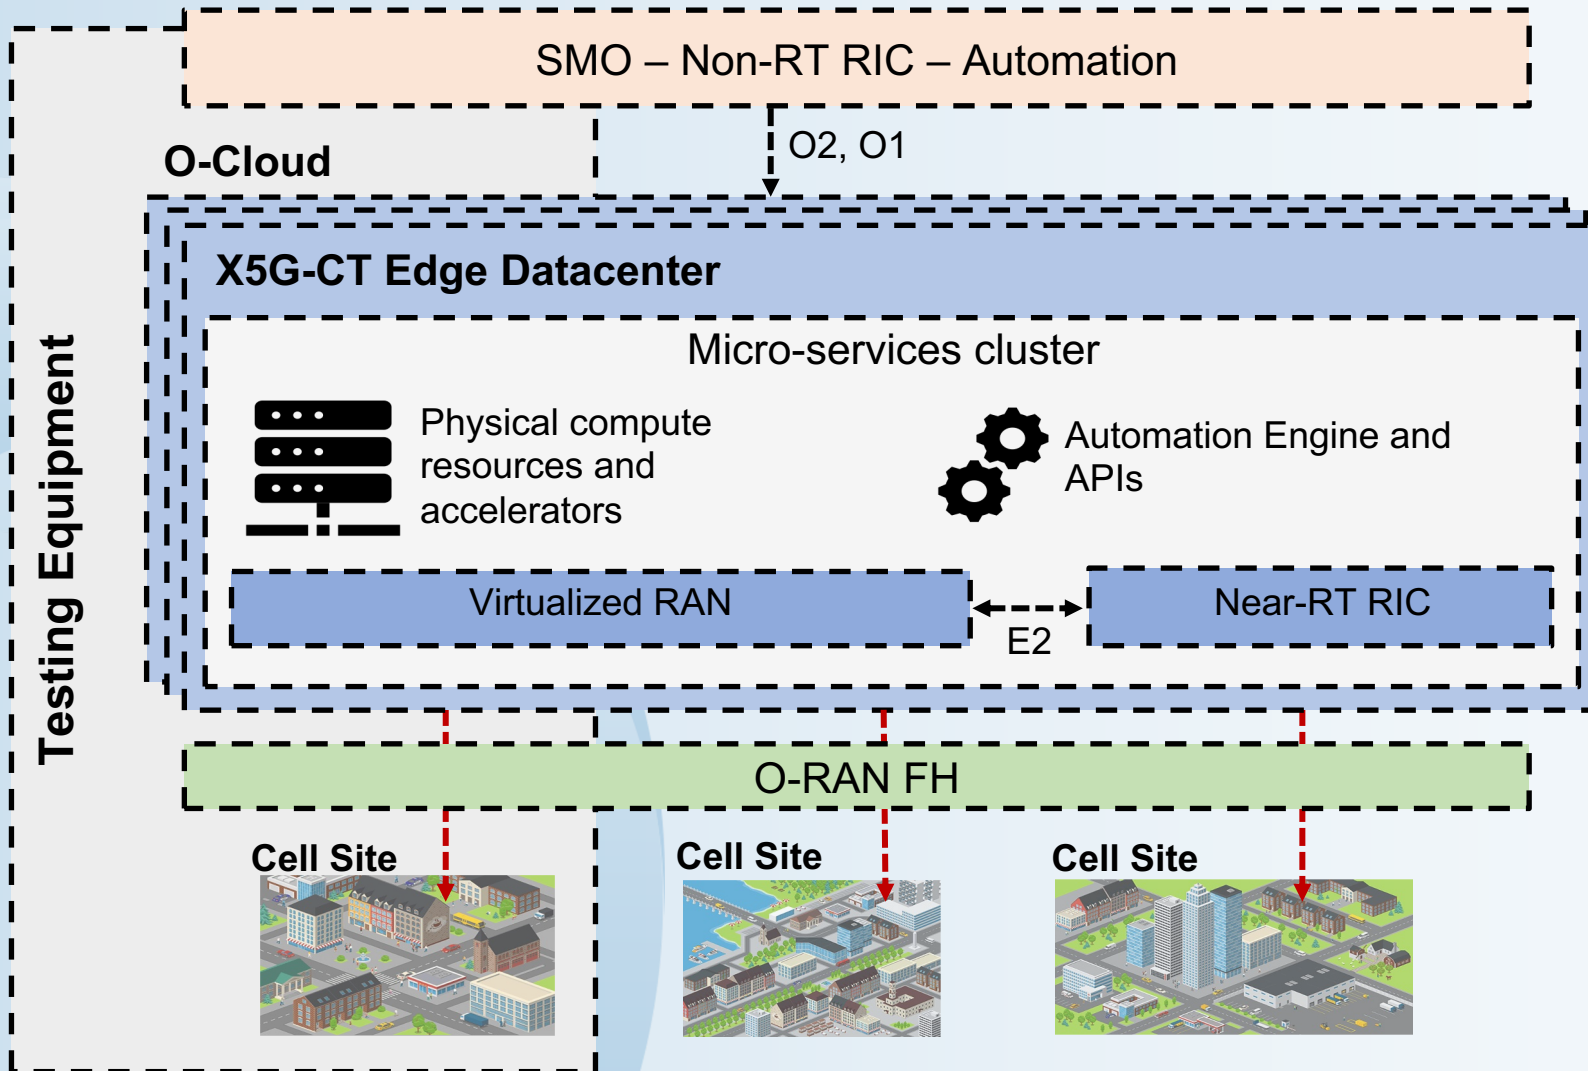 SMO – Non-RT RIC – Automation
O2, O1
O-Cloud
X5G-CT Edge Datacenter
Micro-services cluster
Physical compute
resources and
accelerators
Automation Engine and
APIs
Virtualized RAN
E2
Near-RT RIC
Testing Equipment
O-RAN FH
Cell Site
Cell Site
Cell Site